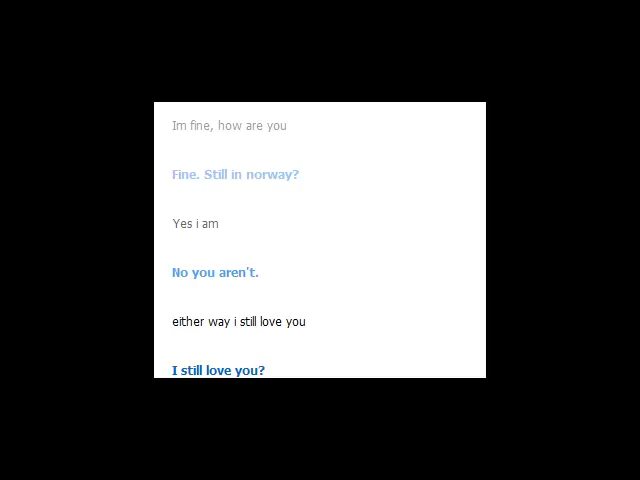 Im fine, how are you
Fine. Still in norway?
Yes i am
No you aren't.
either way i still love you
I still love you?